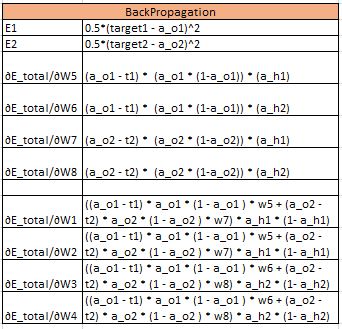 BackPropagation
E1 0.5*(target1 - a_o1)^2
E2 0.5*(target2 - a_o2)^2
∂E_total/∂W5 (a_o1 - t1) * (a_o1 * (1-a_o1)) * (a_h1)
∂E_total/∂W6 (a_o1 - t1) * (a_o1 * (1-a_o1)) * (a_h2)
∂E_total/∂W7 (a_o2 - t2) * (a_o2 * (1-a_o2)) * (a_h1)
∂E_total/∂W8 (a_o2 - t2) * (a_o2 * (1-a_o2)) * (a_h2)
((a_o1 - t1) * a_o1 * (1 - a_o1 ) * w5 + (a_o2 -
∂E_total/∂W1 t2) * a_o2 * (1 - a_o2 ) * w7) * a_h1 * (1- a_h1)
((a_o1 - t1) * a_o1 * (1 - a_o1 ) * w5 + (a_o2 -
∂E_total/∂W2 t2) * a_o2 * (1 - a_o2 ) * w7) * a_h1 * (1- a_h1)
((a_o1 - t1) * a_o1 * (1 - a_o1 ) * w6 + (a_o2 -
∂E_total/∂W3 t2) * a_o2 * (1 - a_o2 ) * w8) * a_h2 * (1- a_h2)
((a_o1 - t1) * a_o1 * (1 - a_o1 ) * w6 + (a_o2 -
∂E_total/∂W4 t2) * a_o2 * (1 - a_o2 ) * w8) * a_h2 * (1- a_h2)